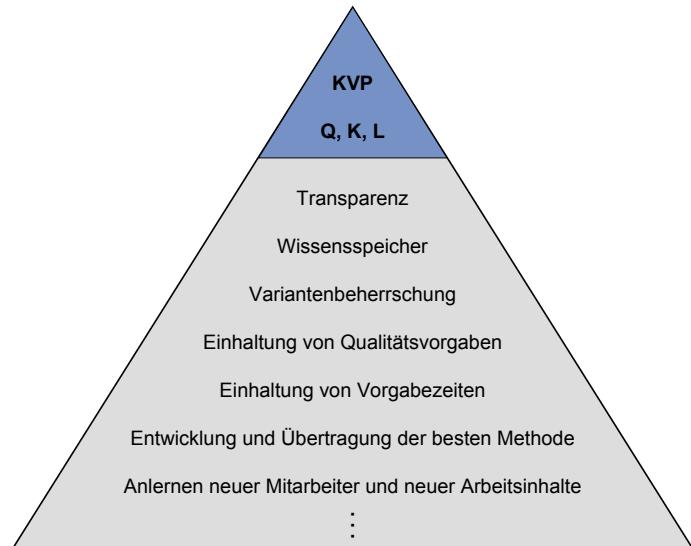 KVP
Q, K, L
Transparenz
Wissensspeicher
Variantenbeherrschung
Einhaltung von Qualitätsvorgaben
Einhaltung von Vorgabezeiten
Entwicklung und Übertragung der besten Methode
Anlernen neuer Mitarbeiter und neuer Arbeitsinhalte
⋮